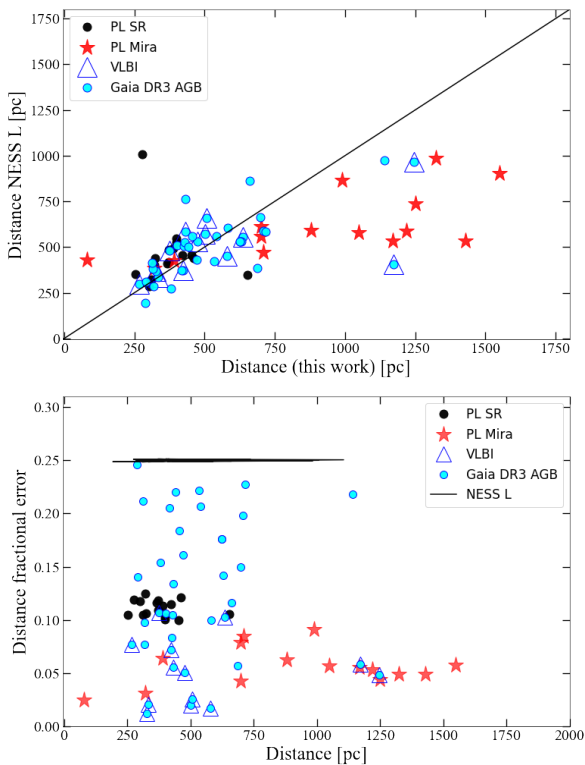 PL SR
PL Mira
VLBI
Gaia DR3 AGB
1750
1500
1250
1000
750
500
250
0
Distance NESS L [pc]
0 250 500 750 1000 1250 1500 1750
Distance (this work) [pc]
PL SR
PL Mira
VLBI
Gaia DR3 AGB
NESS L
0.30
0.25
0.20
0.15
0.10
0.05
0.00
Distance fractional error
0 250 500 750 1000 1250 1500 1750 2000
Distance [pc]